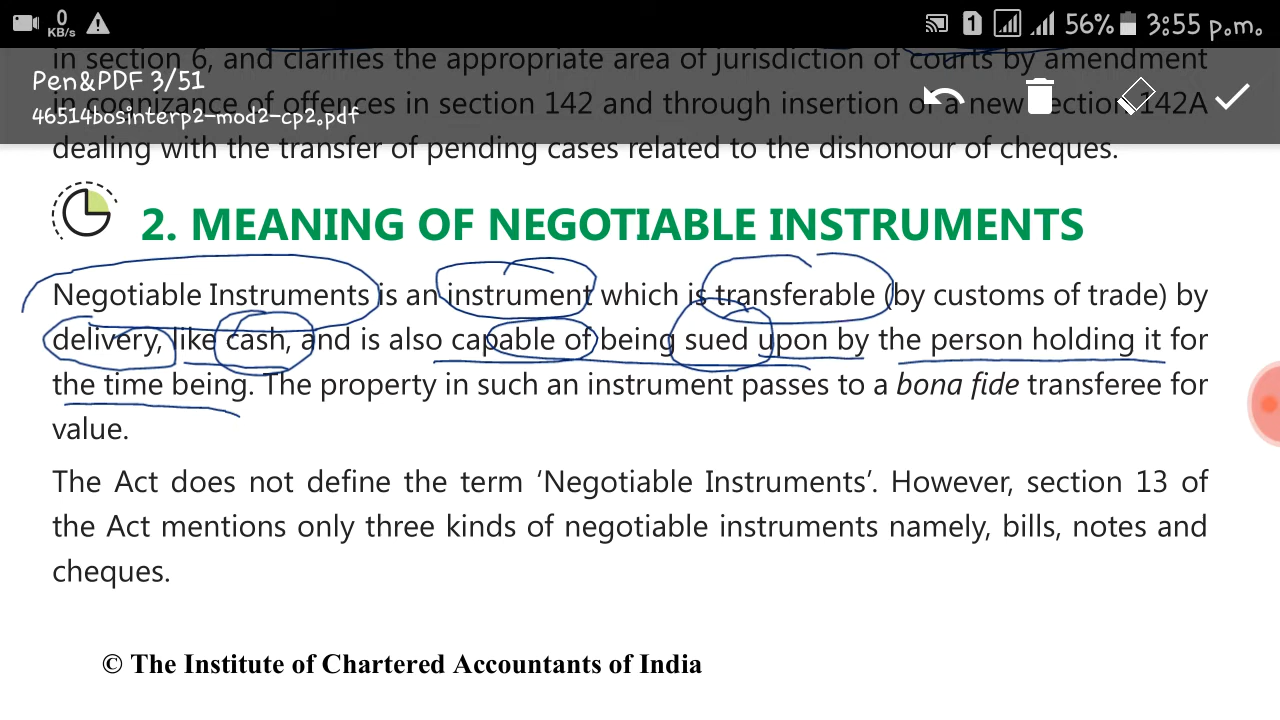 0 KB/s 1 56% 3:55 p.m.
in section 6, and clarifies the appropriate area of jurisdiction of courts by amendment
Pen&PDF 3/51
in cognizance of offences in section 142 and through insertion of a new section 142A
46514bosinterp2-mod2-cp2.pdf
dealing with the transfer of pending cases related to the dishonour of cheques.
2. MEANING OF NEGOTIABLE INSTRUMENTS
Negotiable Instruments is an instrument which is transferable (by customs of trade) by
delivery, like cash, and is also capable of being sued upon by the person holding it for
the time being. The property in such an instrument passes to a bona fide transferee for
value.
The Act does not define the term ‘Negotiable Instruments’. However, section 13 of
the Act mentions only three kinds of negotiable instruments namely, bills, notes and
cheques.
© The Institute of Chartered Accountants of India